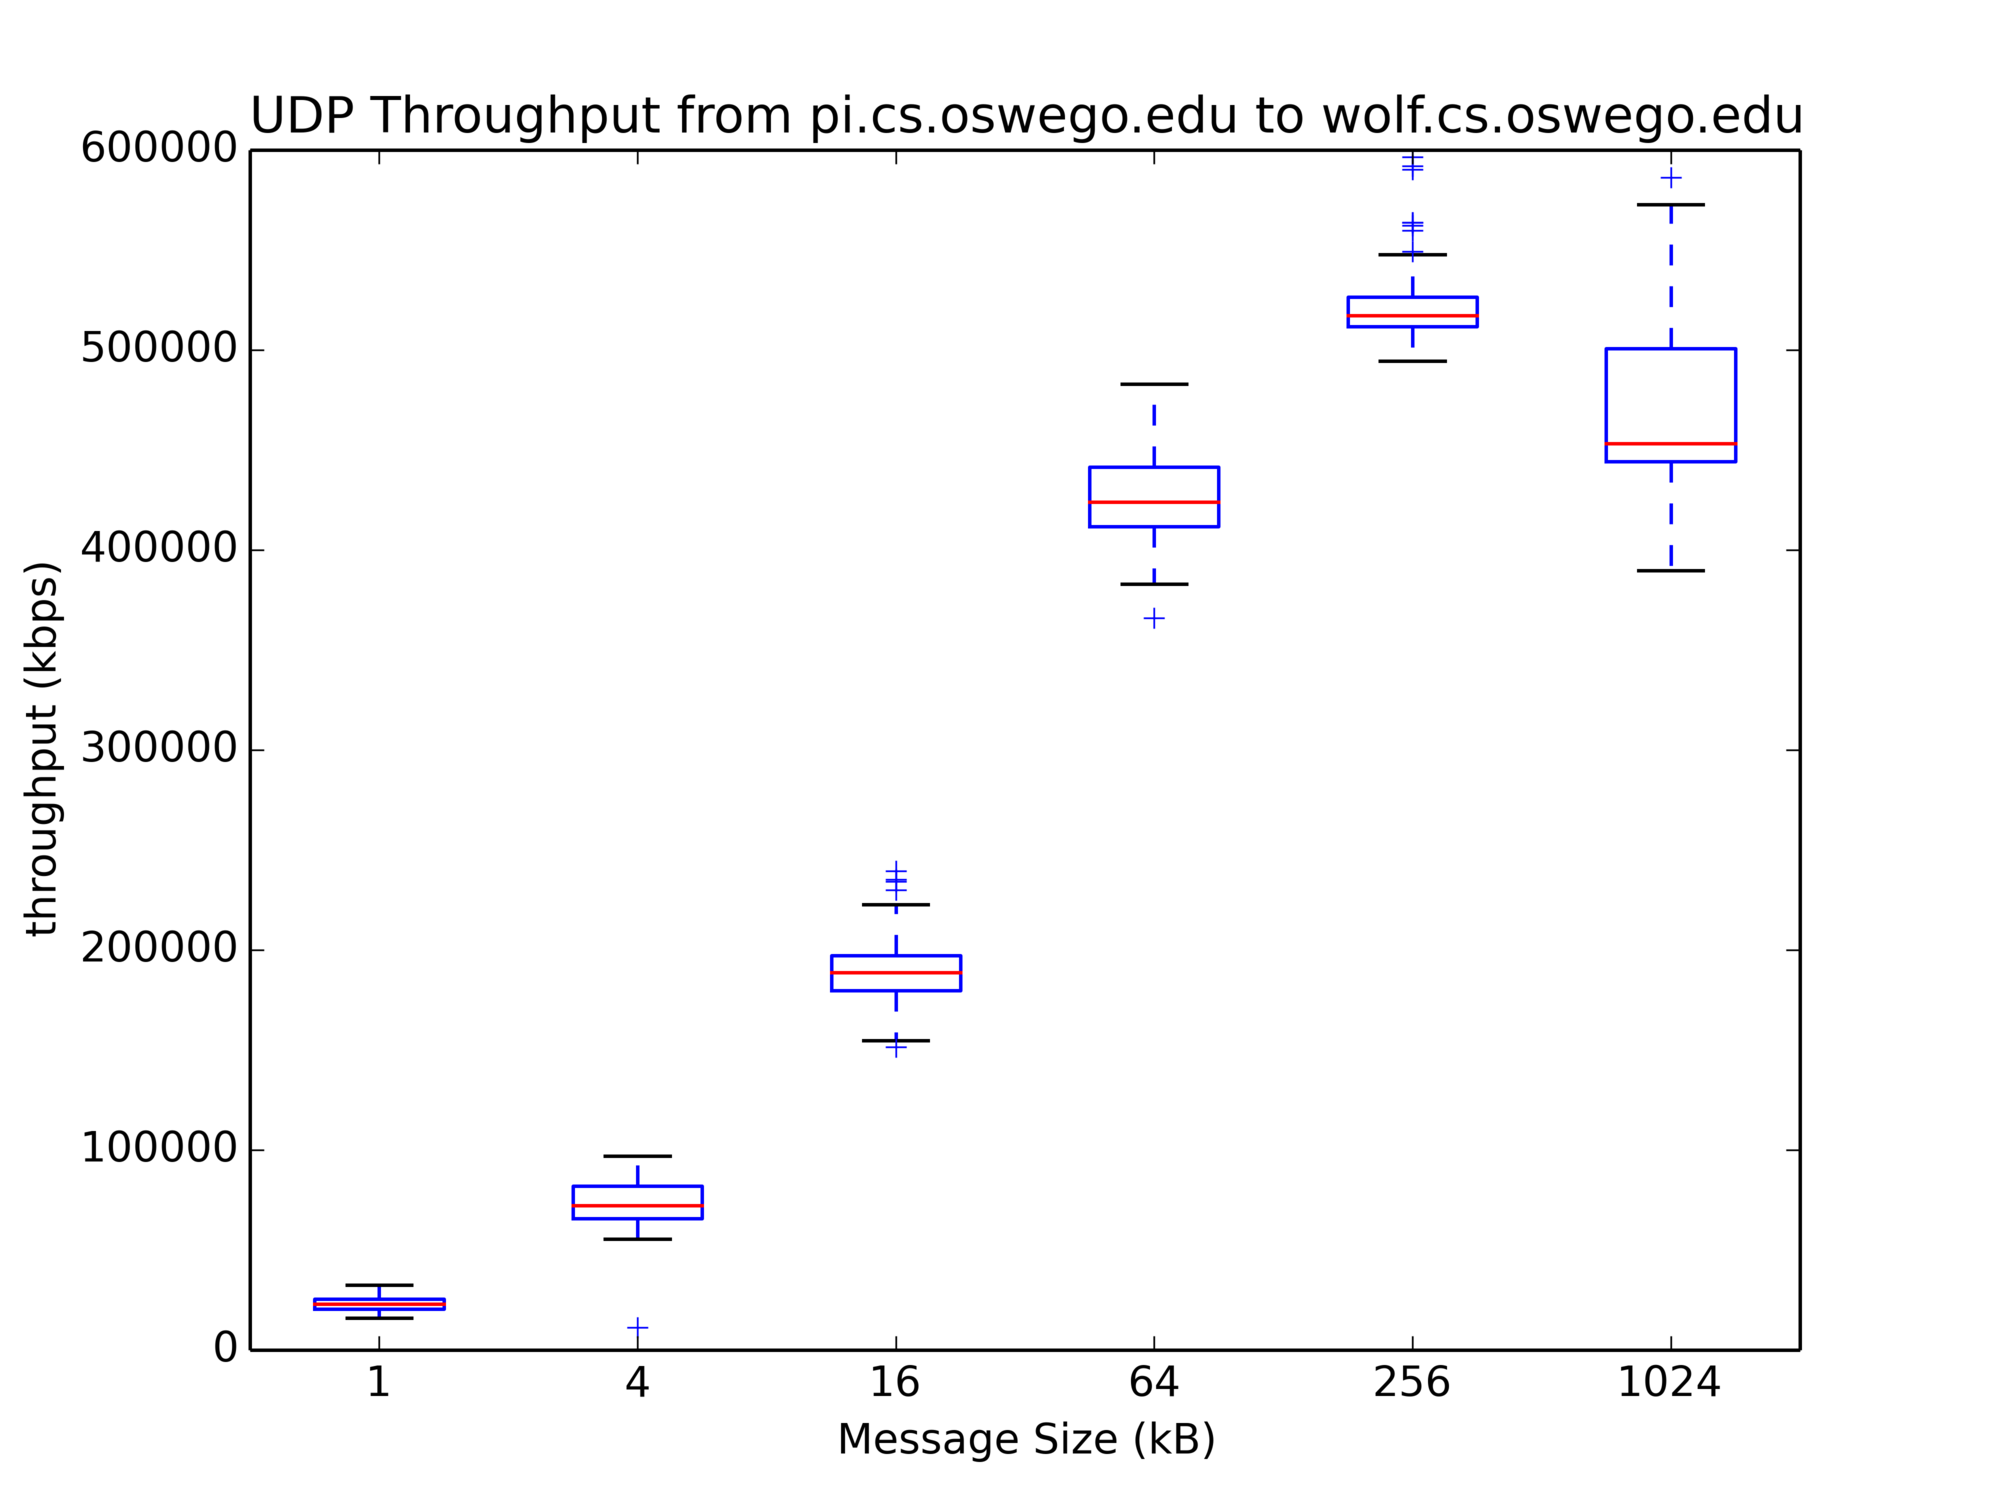 UDP Throughput from pi.cs.oswego.edu to wolf.cs.oswego.edu
600000
500000
400000
300000
200000
100000
0
throughput (kbps)
1 4 16 64 256 1024
Message Size (kB)